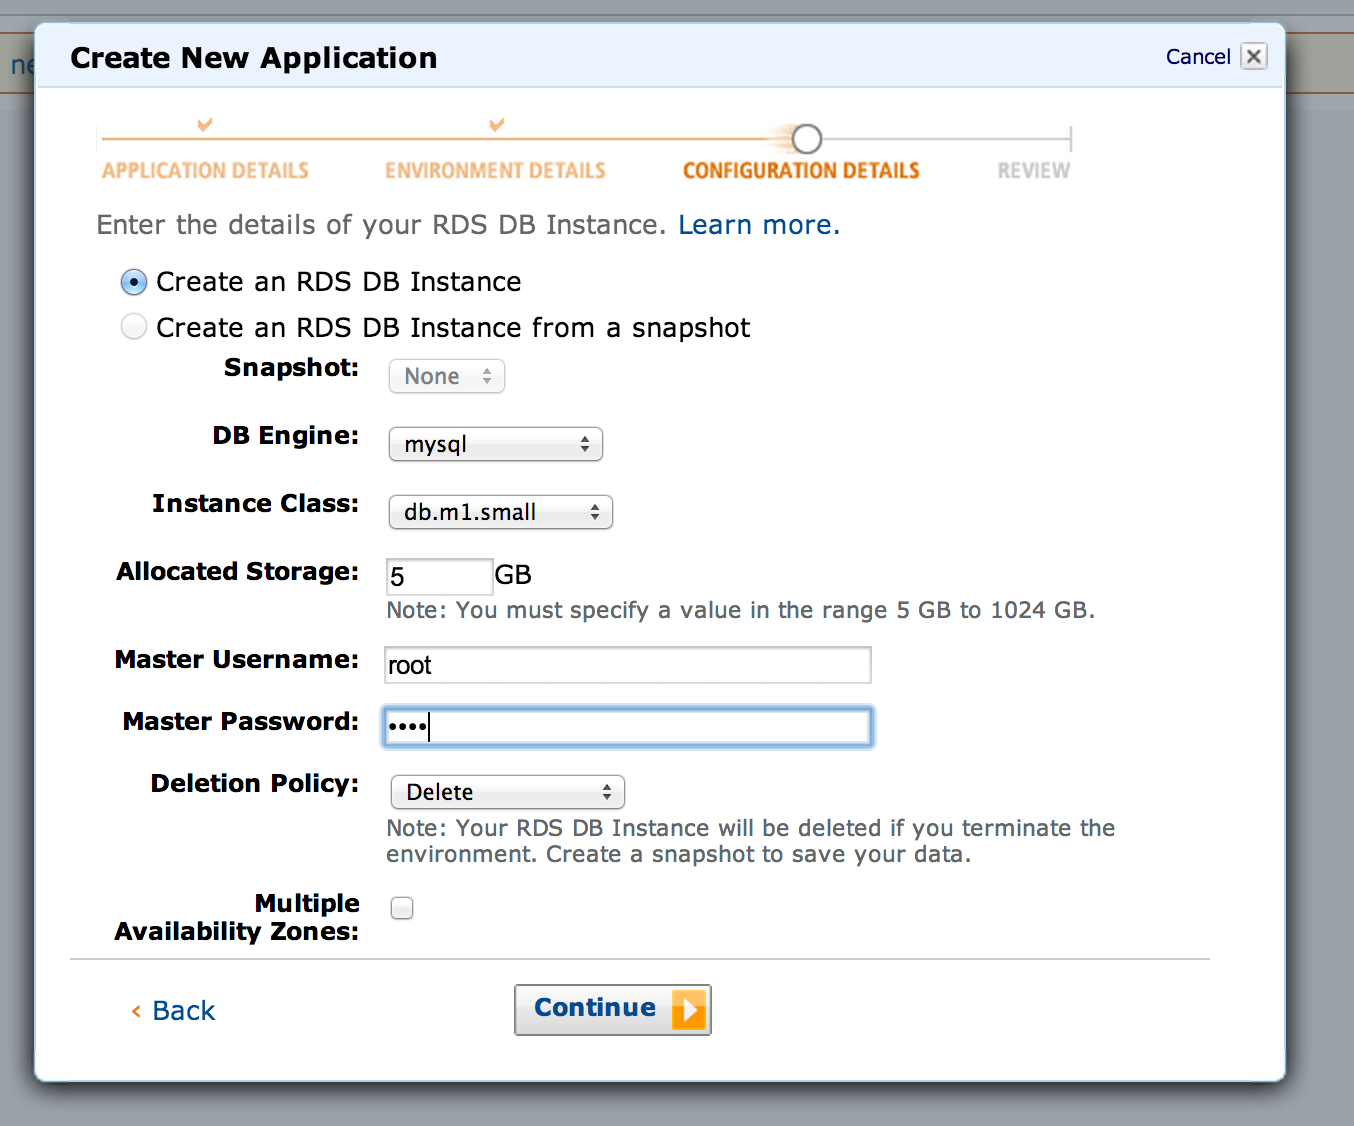 ne
Create New Application
Cancel
APPLICATION DETAILS
ENVIRONMENT DETAILS
CONFIGURATION DETAILS
REVIEW
Enter the details of your RDS DB Instance. Learn more.
Create an RDS DB Instance
Create an RDS DB Instance from a snapshot
Snapshot: None
DB Engine: mysql
Instance Class: db.m1.small
Allocated Storage: 5 GB
Note: You must specify a value in the range 5 GB to 1024 GB.
Master Username: root
Master Password: ••••
Deletion Policy: Delete
Note: Your RDS DB Instance will be deleted if you terminate the
environment. Create a snapshot to save your data.
Multiple
Availability Zones:
‹ Back
Continue